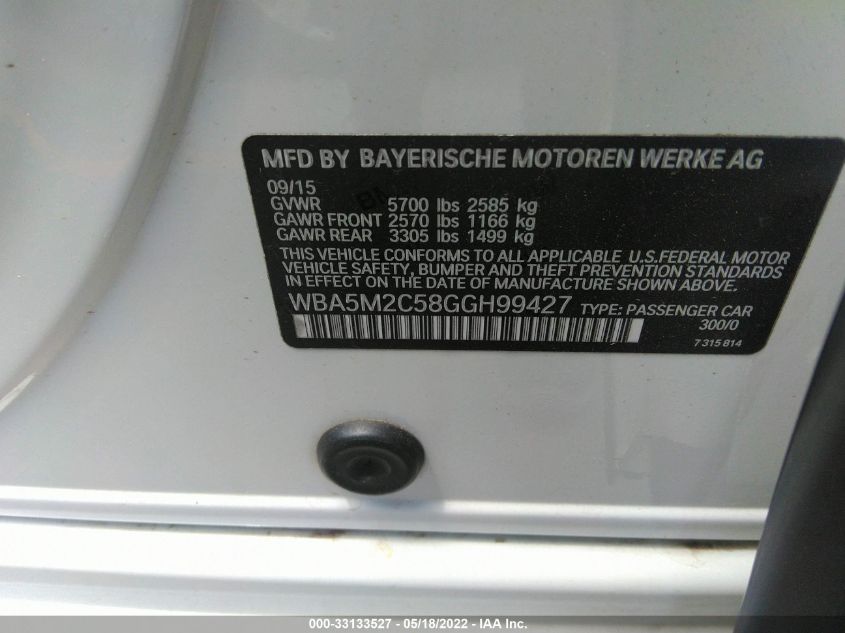 MFD BY BAYERISCHE MOTOREN WERKE AG
09/15
GVWR 5700 lbs 2585 kg
GAWR FRONT 2570 lbs 1166 kg
GAWR REAR 3305 lbs 1499 kg
THIS VEHICLE CONFORMS TO ALL APPLICABLE U.S.FEDERAL MOTOR
VEHICLE SAFETY, BUMPER AND THEFT PREVENTION STANDARDS
IN EFFECT ON THE DATE OF MANUFACTURE SHOWN ABOVE.
WBA5M2C58GGH99427 TYPE: PASSENGER CAR
300/0
7 315 814
000-33133527 - 05/18/2022 - IAA Inc.